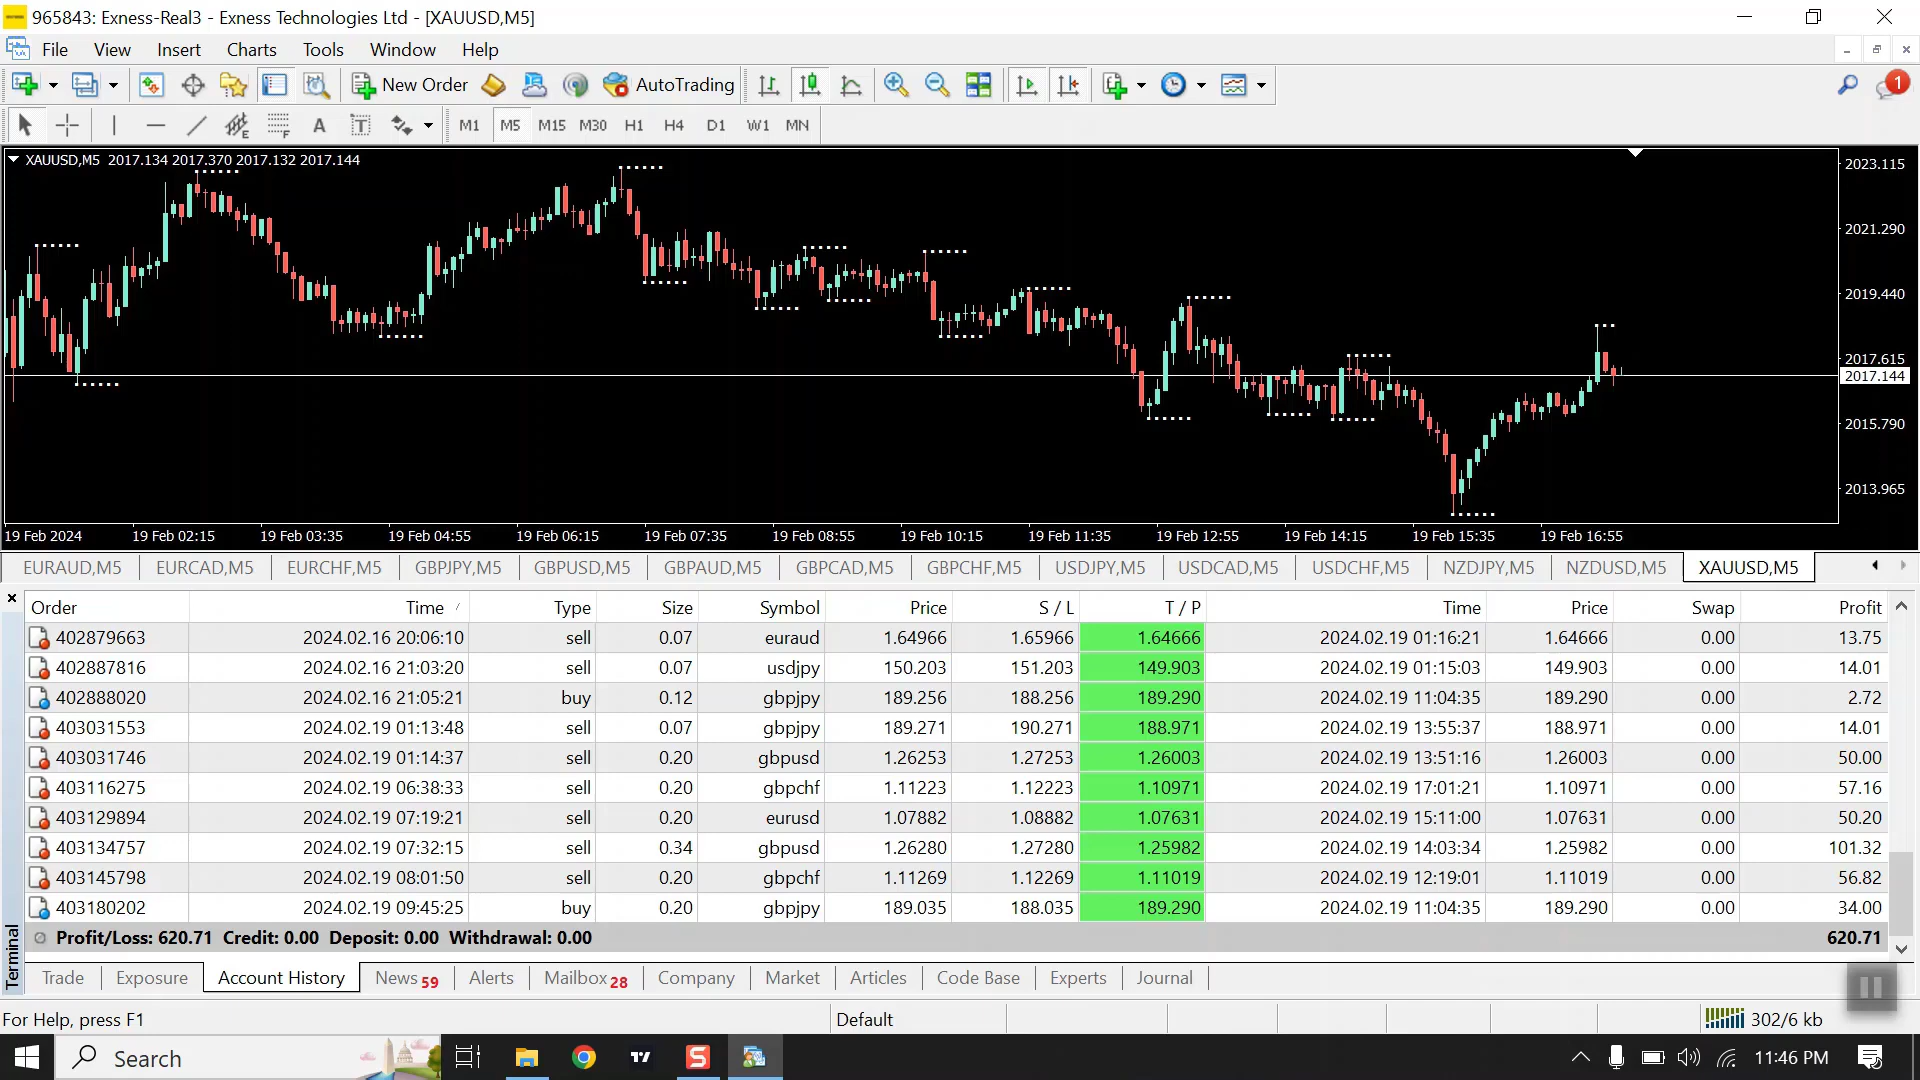 965843: Exness-Real3 - Exness Technologies Ltd - [XAUUSD,M5]
File View Insert Charts Tools Window Help
New Order AutoTrading 1
A T M1 M5 M15 M30 H1 H4 D1 W1 MN
XAUUSD,M5 2017.134 2017.370 2017.132 2017.144
2023.115
2021.290
2019.440
2017.615
2017.144
2015.790
2013.965
19 Feb 2024 19 Feb 02:15 19 Feb 03:35 19 Feb 04:55 19 Feb 06:15 19 Feb 07:35 19 Feb 08:55 19 Feb 10:15 19 Feb 11:35 19 Feb 12:55 19 Feb 14:15 19 Feb 15:35 19 Feb 16:55
EURAUD,M5 EURCAD,M5 EURCHF,M5 GBPJPY,M5 GBPUSD,M5 GBPAUD,M5 GBPCAD,M5 GBPCHF,M5 USDJPY,M5 USDCAD,M5 USDCHF,M5 NZDJPY,M5 NZDUSD,M5 XAUUSD,M5
Order Time Type Size Symbol Price S / L T / P Time Price Swap Profit
402879663 2024.02.16 20:06:10 sell 0.07 euraud 1.64966 1.65966 1.64666 2024.02.19 01:16:21 1.64666 0.00 13.75
402887816 2024.02.16 21:03:20 sell 0.07 usdjpy 150.203 151.203 149.903 2024.02.19 01:15:03 149.903 0.00 14.01
402888020 2024.02.16 21:05:21 buy 0.12 gbpjpy 189.256 188.256 189.290 2024.02.19 11:04:35 189.290 0.00 2.72
403031553 2024.02.19 01:13:48 sell 0.07 gbpjpy 189.271 190.271 188.971 2024.02.19 13:55:37 188.971 0.00 14.01
403031746 2024.02.19 01:14:37 sell 0.20 gbpusd 1.26253 1.27253 1.26003 2024.02.19 13:51:16 1.26003 0.00 50.00
403116275 2024.02.19 06:38:33 sell 0.20 gbpchf 1.11223 1.12223 1.10971 2024.02.19 17:01:21 1.10971 0.00 57.16
403129894 2024.02.19 07:19:21 sell 0.20 eurusd 1.07882 1.08882 1.07631 2024.02.19 15:11:00 1.07631 0.00 50.20
403134757 2024.02.19 07:32:15 sell 0.34 gbpusd 1.26280 1.27280 1.25982 2024.02.19 14:03:34 1.25982 0.00 101.32
403145798 2024.02.19 08:01:50 sell 0.20 gbpchf 1.11269 1.12269 1.11019 2024.02.19 12:19:01 1.11019 0.00 56.82
403180202 2024.02.19 09:45:25 buy 0.20 gbpjpy 189.035 188.035 189.290 2024.02.19 11:04:35 189.290 0.00 34.00
Profit/Loss: 620.71 Credit: 0.00 Deposit: 0.00 Withdrawal: 0.00 620.71
Terminal
Trade Exposure Account History News 59 Alerts Mailbox 28 Company Market Articles Code Base Experts Journal
For Help, press F1 Default 302/6 kb
Search 11:46 PM